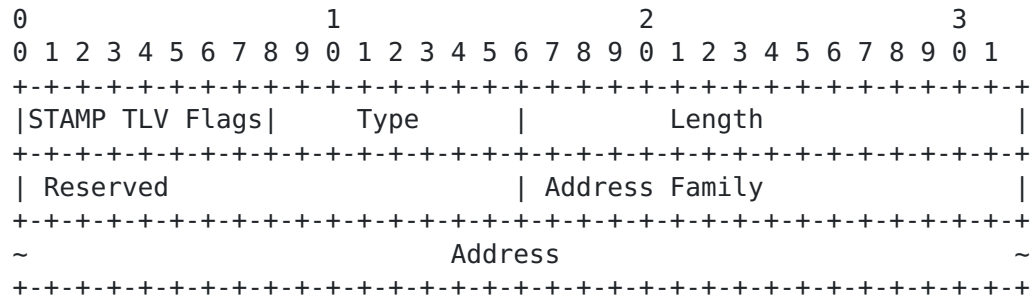 0                   1                   2                   3
0 1 2 3 4 5 6 7 8 9 0 1 2 3 4 5 6 7 8 9 0 1 2 3 4 5 6 7 8 9 0 1
+-+-+-+-+-+-+-+-+-+-+-+-+-+-+-+-+-+-+-+-+-+-+-+-+-+-+-+-+-+-+-+-+
|STAMP TLV Flags|     Type      |         Length                |
+-+-+-+-+-+-+-+-+-+-+-+-+-+-+-+-+-+-+-+-+-+-+-+-+-+-+-+-+-+-+-+-+
| Reserved                      | Address Family                |
+-+-+-+-+-+-+-+-+-+-+-+-+-+-+-+-+-+-+-+-+-+-+-+-+-+-+-+-+-+-+-+-+
~                           Address                             ~
+-+-+-+-+-+-+-+-+-+-+-+-+-+-+-+-+-+-+-+-+-+-+-+-+-+-+-+-+-+-+-+-+